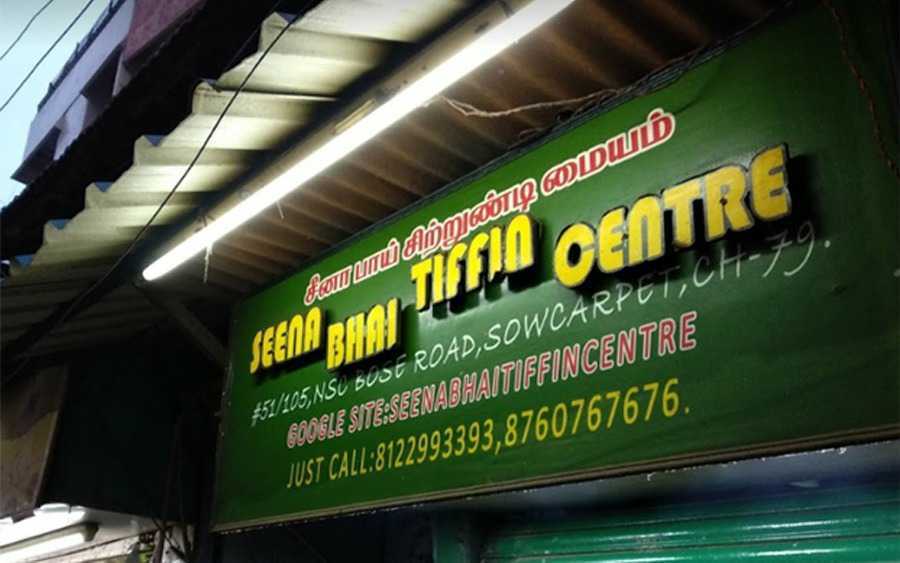 சீனா பாய் சிற்றுண்டி மையம்
SEENA BHAI TIFFIN CENTRE
#51/105,NSC BOSE ROAD,SOWCARPET,CH-79.
GOOGLE SITE:SEENABHAITIFFINCENTRE
JUST CALL:8122993393,8760767676.